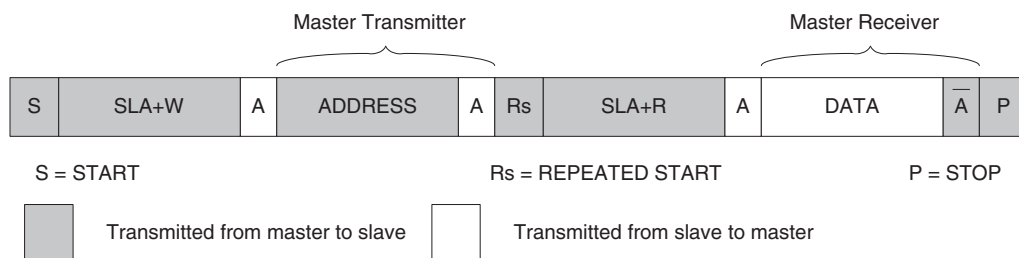 Master Transmitter Master Receiver
S SLA+W A ADDRESS A Rs SLA+R A DATA A̅ P
S = START Rs = REPEATED START P = STOP
Transmitted from master to slave Transmitted from slave to master